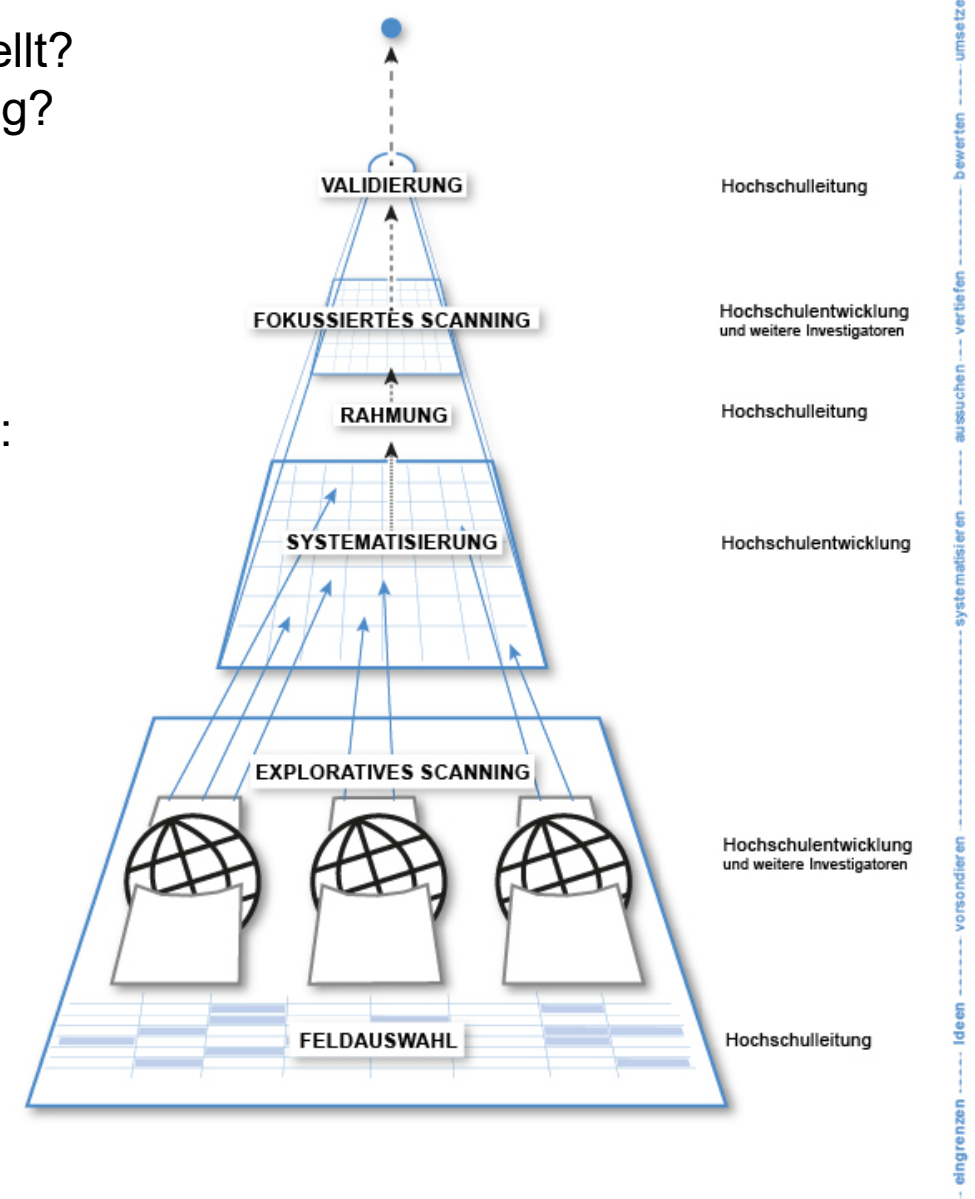 ellt?
g?
:
VALIDIERUNG
Hochschulleitung
FOKUSSIERTES SCANNING
Hochschulentwicklung
und weitere Investigatoren
RAHMUNG
Hochschulleitung
SYSTEMATISIERUNG
Hochschulentwicklung
EXPLORATIVES SCANNING
Hochschulentwicklung
und weitere Investigatoren
FELDAUSWAHL
Hochschulleitung
eingrenzen ----- Ideen ----- vorsondieren ----- systematisieren ----- aussuchen --- vertiefen ----- bewerten ---- umsetze